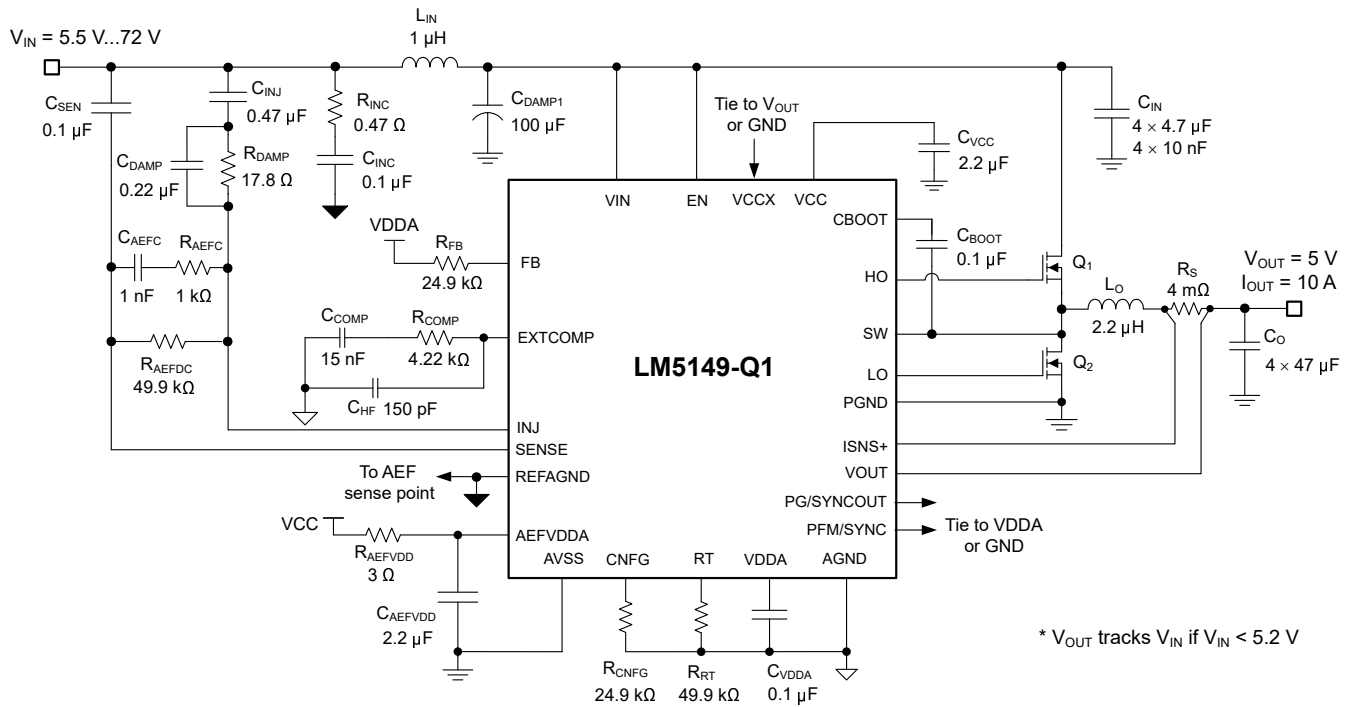 V_IN = 5.5 V...72 V
L_IN
1 µH
C_SEN
0.1 µF
C_INJ
0.47 µF
R_INC
0.47 Ω
C_INC
0.1 µF
C_DAMP1
100 µF
C_DAMP
0.22 µF
R_DAMP
17.8 Ω
Tie to V_OUT
or GND
C_VCC
2.2 µF
C_IN
4 × 4.7 µF
4 × 10 nF
VIN
EN
VCCX
VCC
CBOOT
C_BOOT
0.1 µF
VDDA
R_FB
24.9 kΩ
FB
C_AEFC
1 nF
R_AEFC
1 kΩ
HO
Q₁
V_OUT = 5 V
I_OUT = 10 A
L_O
2.2 µH
R_S
4 mΩ
C_COMP
15 nF
R_COMP
4.22 kΩ
EXTCOMP
SW
LM5149-Q1
R_AEFDC
49.9 kΩ
C_HF
150 pF
LO
Q₂
C_O
4 × 47 µF
PGND
INJ
SENSE
ISNS+
VOUT
To AEF
sense point
REFAGND
PG/SYNCOUT
PFM/SYNC
Tie to VDDA
or GND
VCC
R_AEFVDD
3 Ω
AEFVDDA
AVSS
CNFG
RT
VDDA
AGND
C_AEFVDD
2.2 µF
R_CNFG
24.9 kΩ
R_RT
49.9 kΩ
C_VDDA
0.1 µF
* V_OUT tracks V_IN if V_IN < 5.2 V